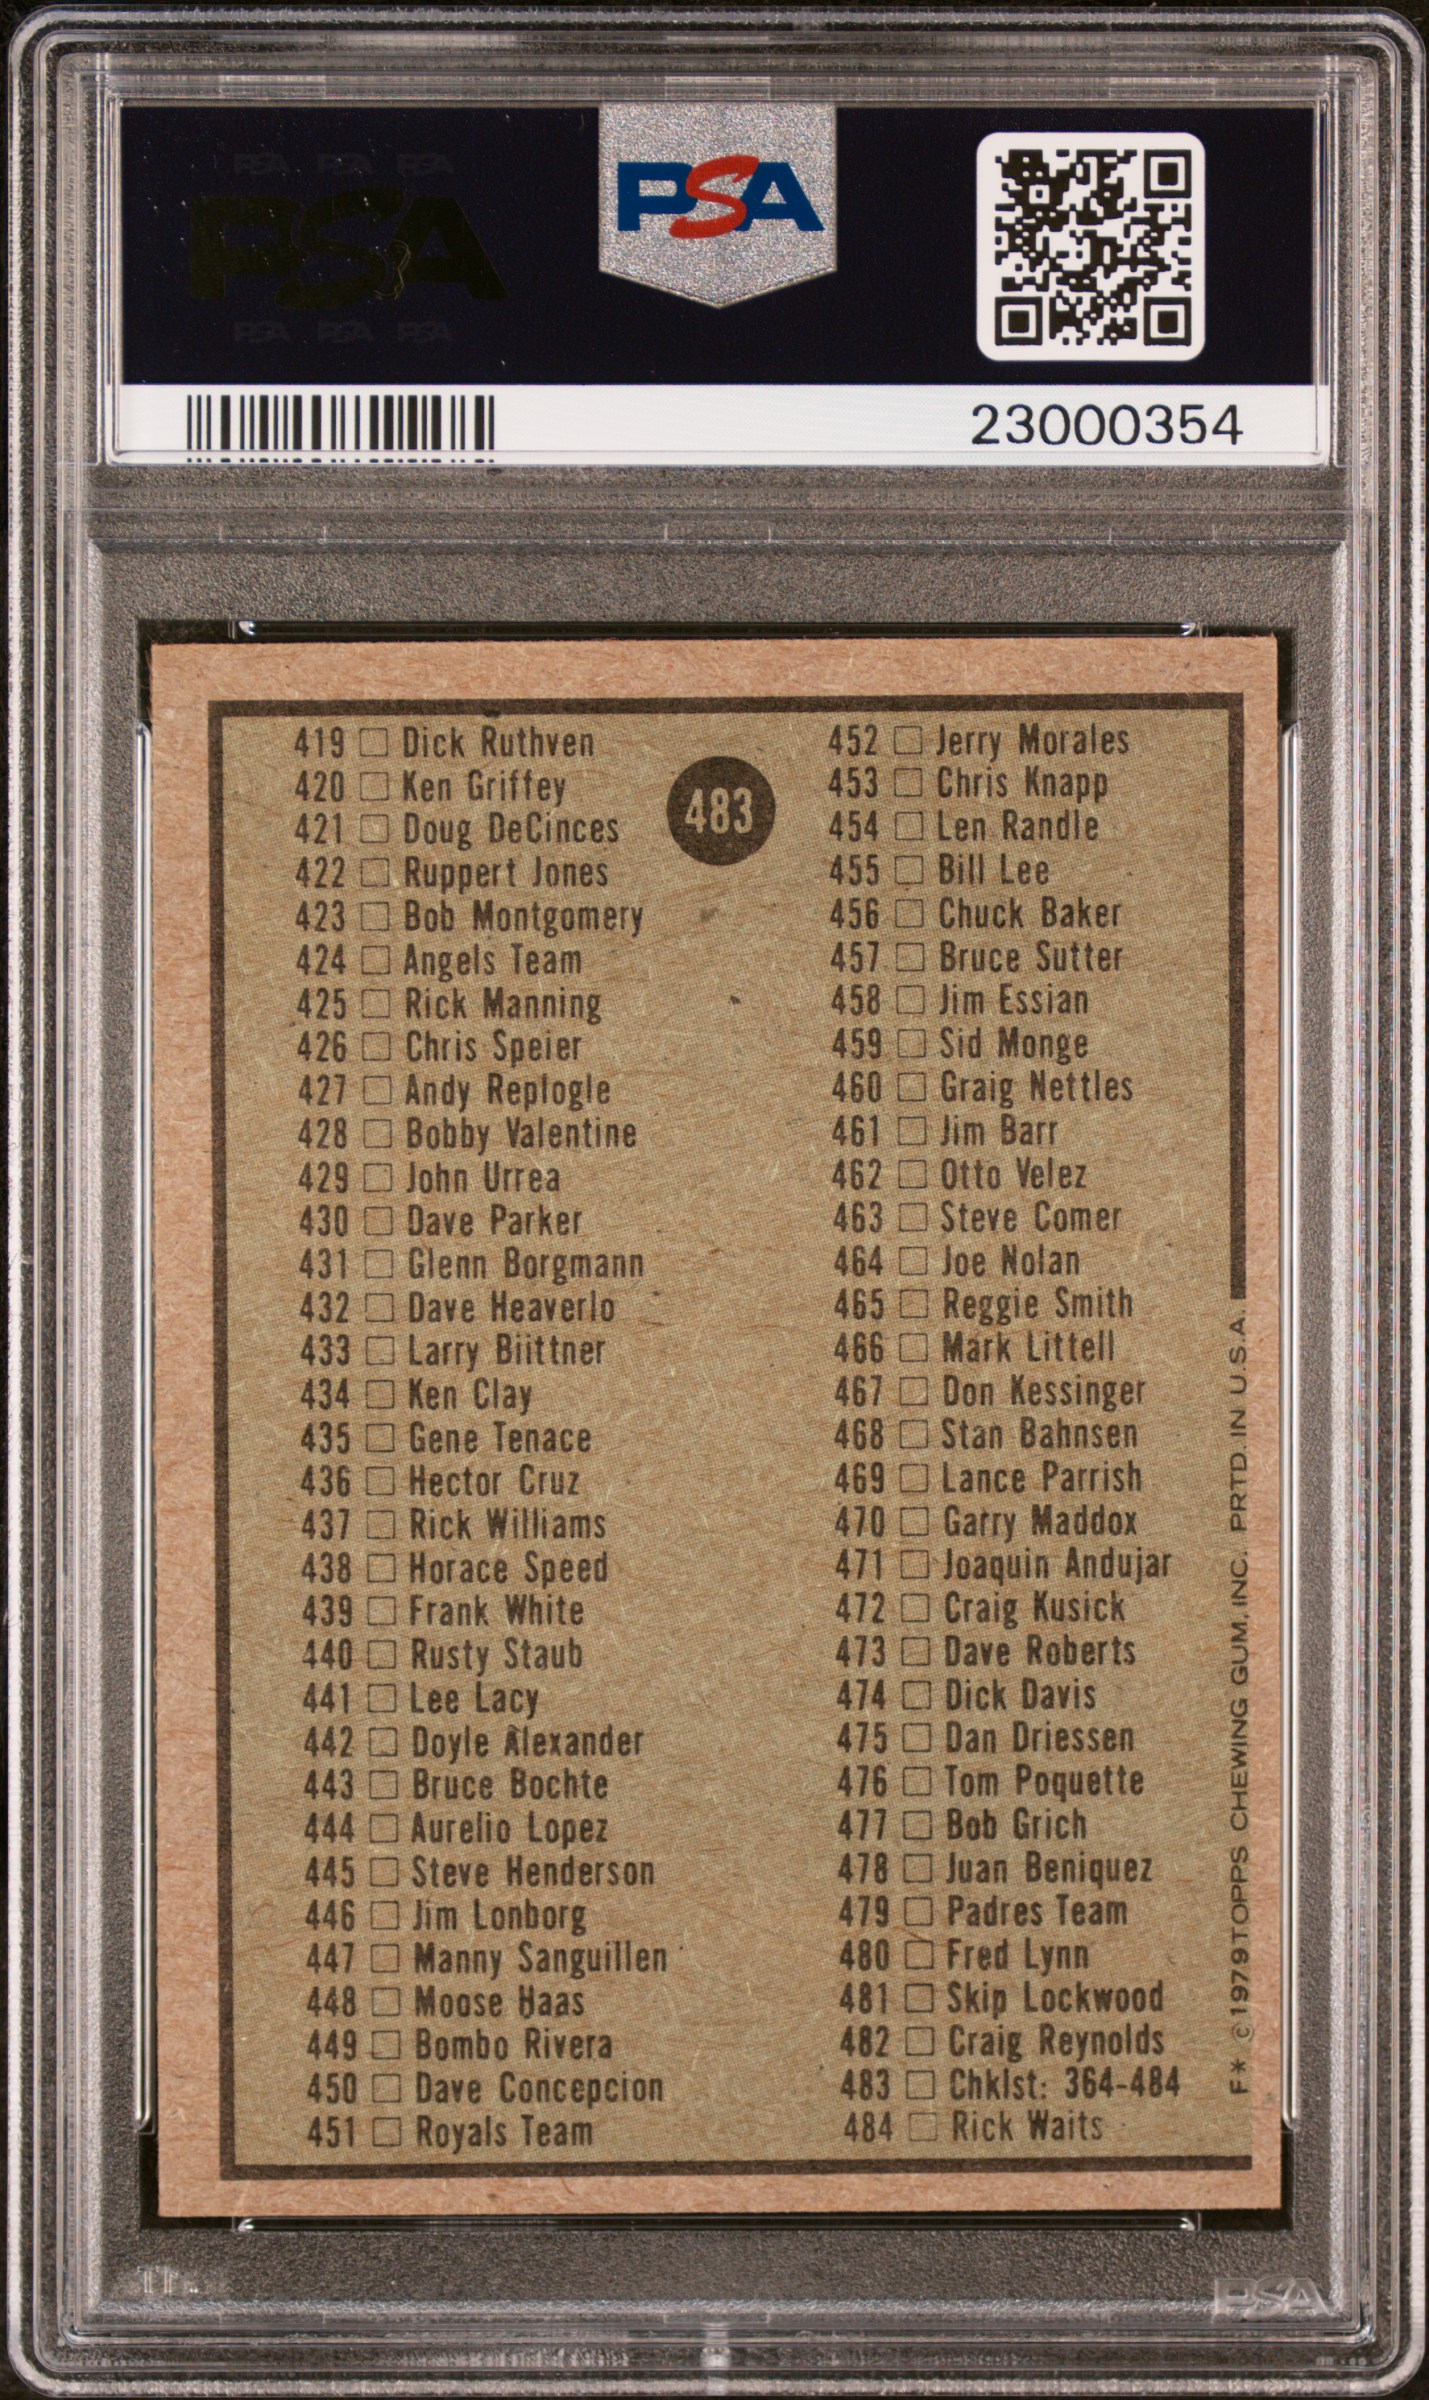 PSA PSA PSA
PSA
PSA PSA PSA
PSA
23000354
483
419 Dick Ruthven
420 Ken Griffey
421 Doug DeCinces
422 Ruppert Jones
423 Bob Montgomery
424 Angels Team
425 Rick Manning
426 Chris Speier
427 Andy Replogle
428 Bobby Valentine
429 John Urrea
430 Dave Parker
431 Glenn Borgmann
432 Dave Heaverlo
433 Larry Biittner
434 Ken Clay
435 Gene Tenace
436 Hector Cruz
437 Rick Williams
438 Horace Speed
439 Frank White
440 Rusty Staub
441 Lee Lacy
442 Doyle Alexander
443 Bruce Bochte
444 Aurelio Lopez
445 Steve Henderson
446 Jim Lonborg
447 Manny Sanguillen
448 Moose Haas
449 Bombo Rivera
450 Dave Concepcion
451 Royals Team
452 Jerry Morales
453 Chris Knapp
454 Len Randle
455 Bill Lee
456 Chuck Baker
457 Bruce Sutter
458 Jim Essian
459 Sid Monge
460 Graig Nettles
461 Jim Barr
462 Otto Velez
463 Steve Comer
464 Joe Nolan
465 Reggie Smith
466 Mark Littell
467 Don Kessinger
468 Stan Bahnsen
469 Lance Parrish
470 Garry Maddox
471 Joaquin Andujar
472 Craig Kusick
473 Dave Roberts
474 Dick Davis
475 Dan Driessen
476 Tom Poquette
477 Bob Grich
478 Juan Beniquez
479 Padres Team
480 Fred Lynn
481 Skip Lockwood
482 Craig Reynolds
483 Chklst: 364-484
484 Rick Waits
F* © 1979 TOPPS CHEWING GUM, INC. PRTD. IN U.S.A.
PSA